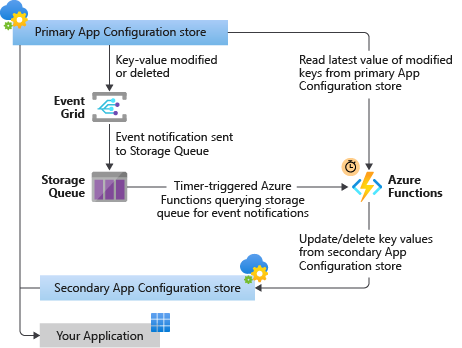 Primary App Configuration store
Key-value modified
or deleted
Read latest value of modified
keys from primary App
Configuration store
Event
Grid
Event notification sent
to Storage Queue
Storage
Queue
Timer-triggered Azure
Functions querying storage
queue for event notifications
Azure
Functions
Update/delete key values
from secondary App
Configuration store
Secondary App Configuration store
Your Application